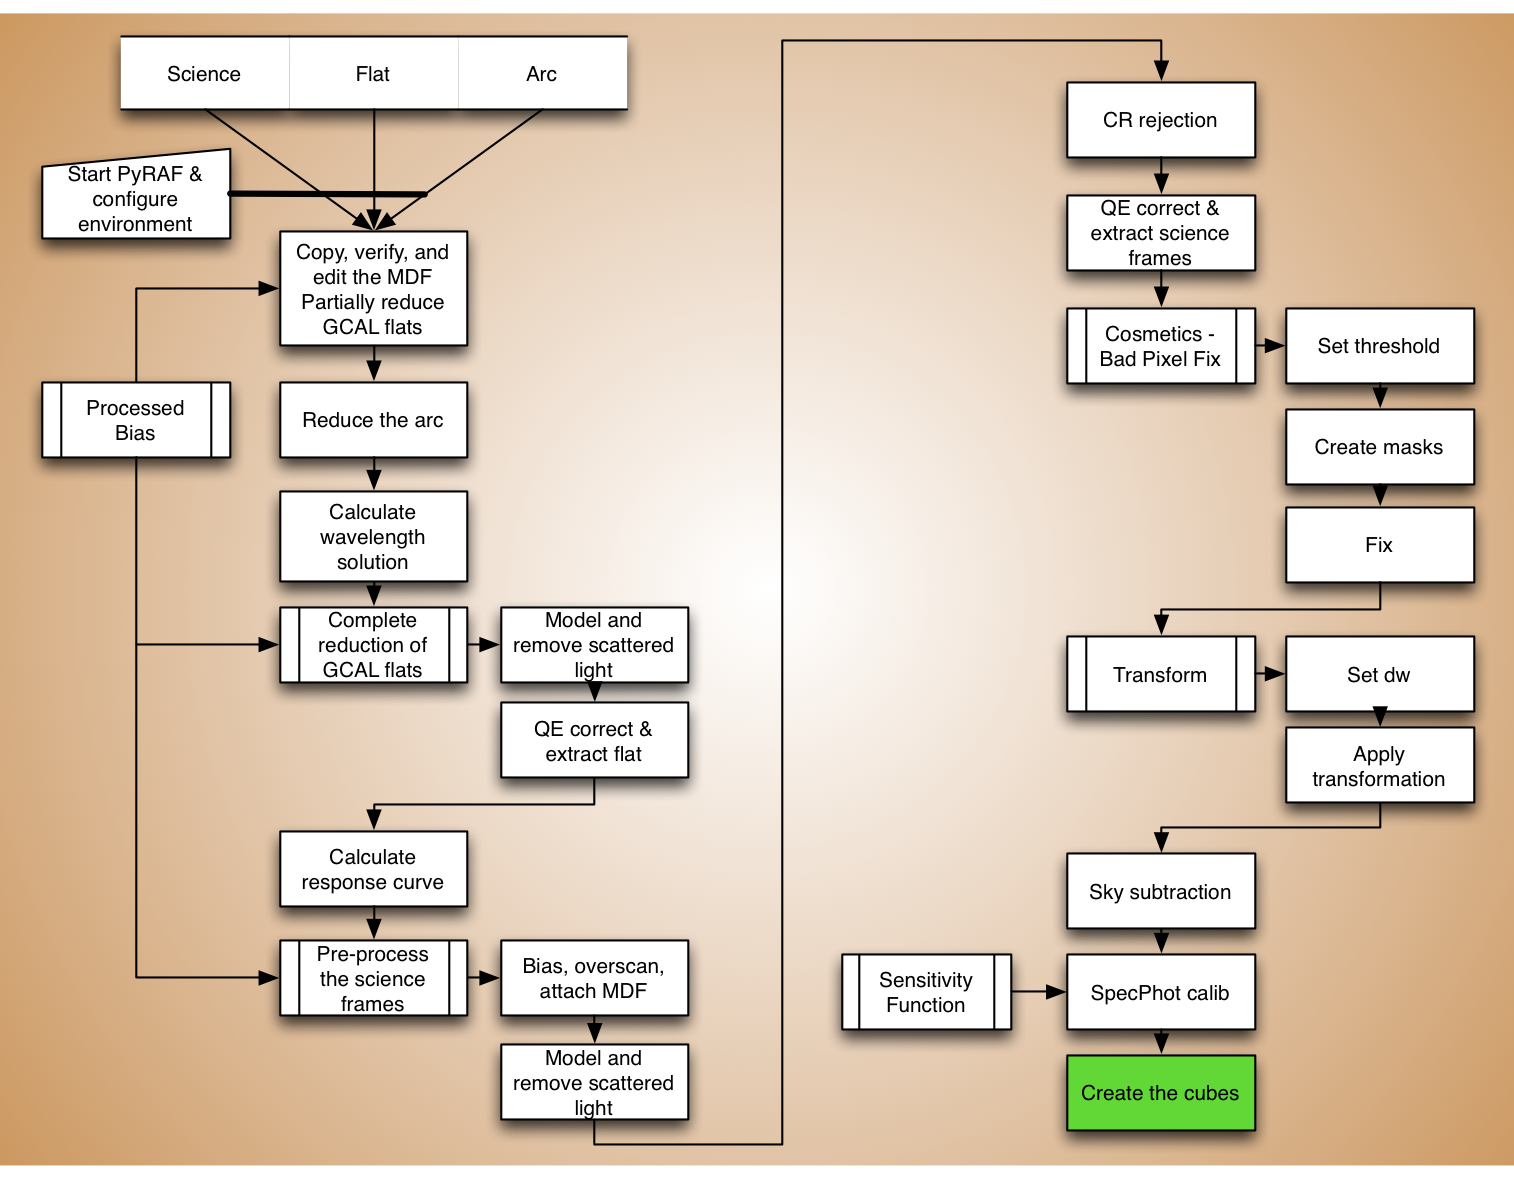 Science
Flat
Arc
Start PyRAF &
configure
environment
Copy, verify, and
edit the MDF
Partially reduce
GCAL flats
Processed
Bias
Reduce the arc
Calculate
wavelength
solution
Complete
reduction of
GCAL flats
Model and
remove scattered
light
QE correct &
extract flat
Calculate
response curve
Pre-process
the science
frames
Bias, overscan,
attach MDF
Model and
remove scattered
light
CR rejection
QE correct &
extract science
frames
Cosmetics -
Bad Pixel Fix
Set threshold
Create masks
Fix
Transform
Set dw
Apply
transformation
Sky subtraction
Sensitivity
Function
SpecPhot calib
Create the cubes